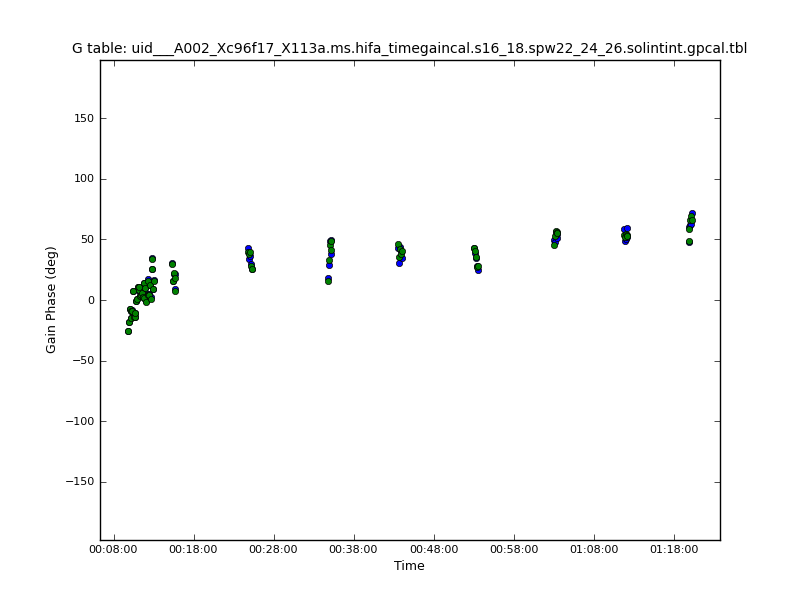 G table: uid___A002_Xc96f17_X113a.ms.hifa_timegaincal.s16_18.spw22_24_26.solintint.gpcal.tbl
150
100
50
0
−50
−100
−150
Gain Phase (deg)
00:08:00 00:18:00 00:28:00 00:38:00 00:48:00 00:58:00 01:08:00 01:18:00
Time